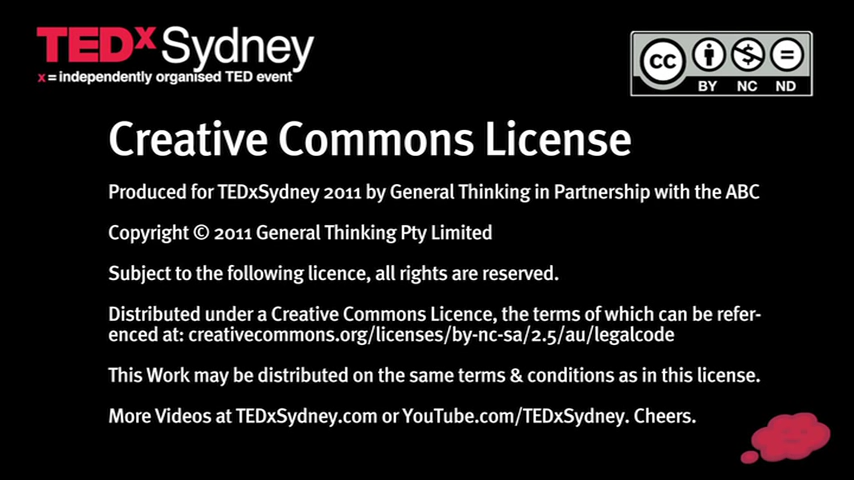 TEDxSydney
x = independently organised TED event
CC
BY NC ND
Creative Commons License
Produced for TEDxSydney 2011 by General Thinking in Partnership with the ABC
Copyright © 2011 General Thinking Pty Limited
Subject to the following licence, all rights are reserved.
Distributed under a Creative Commons Licence, the terms of which can be refer-
enced at: creativecommons.org/licenses/by-nc-sa/2.5/au/legalcode
This Work may be distributed on the same terms & conditions as in this license.
More Videos at TEDxSydney.com or YouTube.com/TEDxSydney. Cheers.